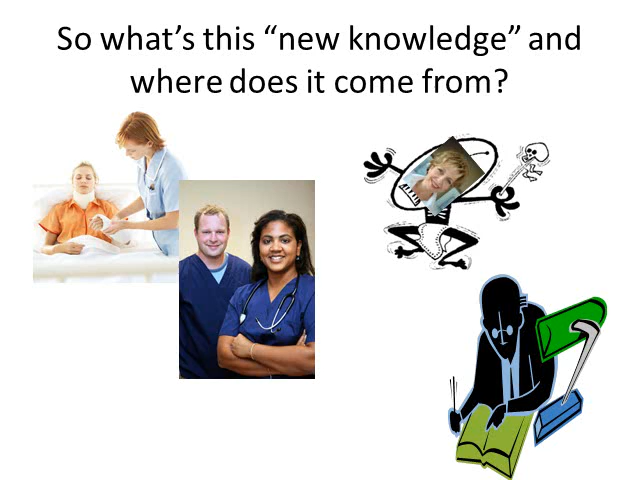 So what’s this “new knowledge” and
where does it come from?